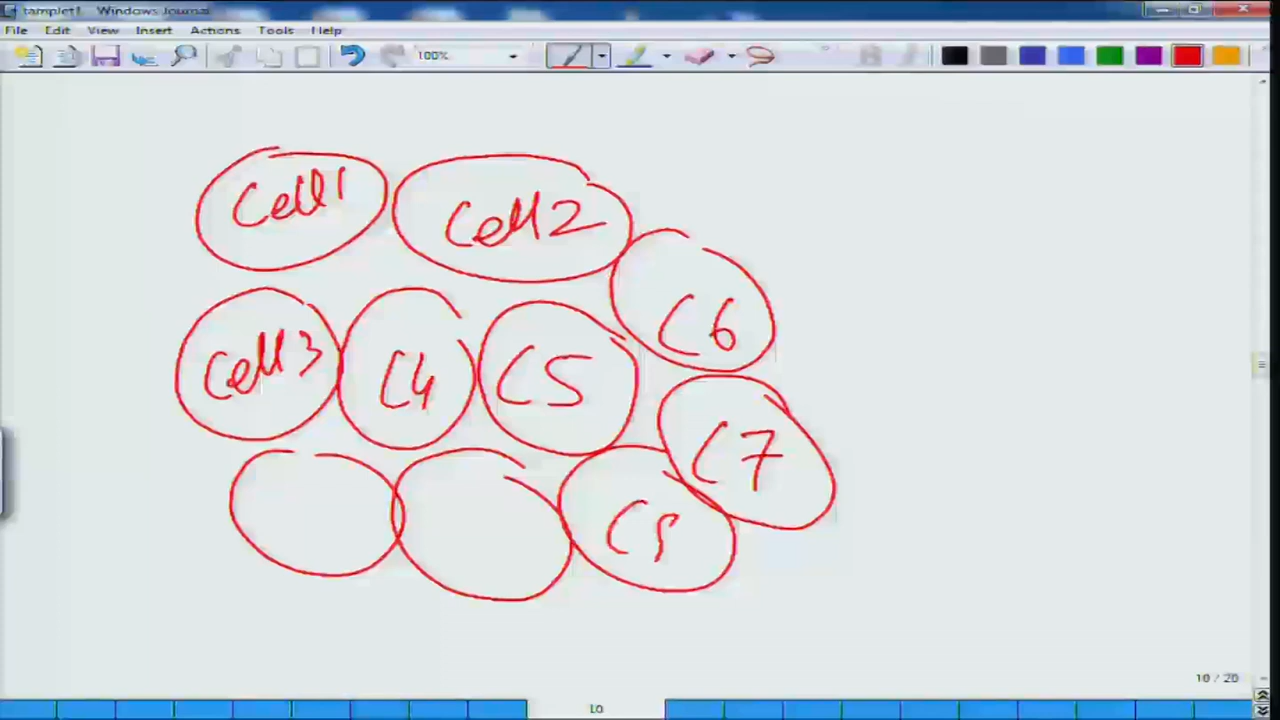 tamplet1 - Windows Journal
File Edit View Insert Actions Tools Help
100%
Cell1 Cell2
C6
Cell3 C4 C5
C7
10 / 20
10